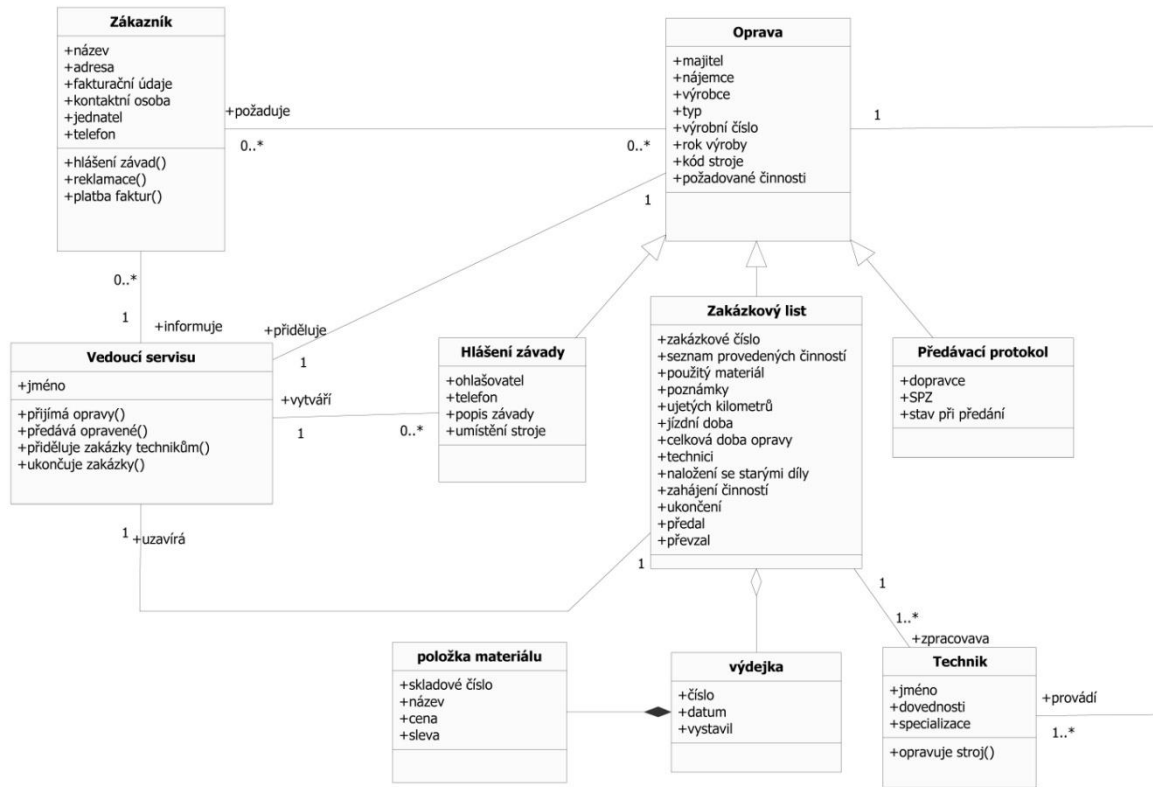 Zákazník
+název
+adresa
+fakturační údaje
+kontaktní osoba
+jednatel
+telefon
+hlášení závad()
+reklamace()
+platba faktur()
+požaduje
0..*
0..*
Oprava
+majitel
+nájemce
+výrobce
+typ
+výrobní číslo
+rok výroby
+kód stroje
+požadované činnosti
1
1
0..*
1
+informuje
+přiděluje
1
Vedoucí servisu
+jméno
+přijímá opravy()
+předává opravené()
+přiděluje zakázky technikům()
+ukončuje zakázky()
+vytváří
1
0..*
Hlášení závady
+ohlašovatel
+telefon
+popis závady
+umístění stroje
Zakázkový list
+zakázkové číslo
+seznam provedených činností
+použitý materiál
+poznámky
+ujetých kilometrů
+jízdní doba
+celková doba opravy
+technici
+naložení se starými díly
+zahájení činností
+ukončení
+předal
+převzal
Předávací protokol
+dopravce
+SPZ
+stav při předání
1
+uzavírá
1
1
1..*
+zpracovava
položka materiálu
+skladové číslo
+název
+cena
+sleva
výdejka
+číslo
+datum
+vystavil
Technik
+jméno
+dovednosti
+specializace
+opravuje stroj()
+provádí
1..*